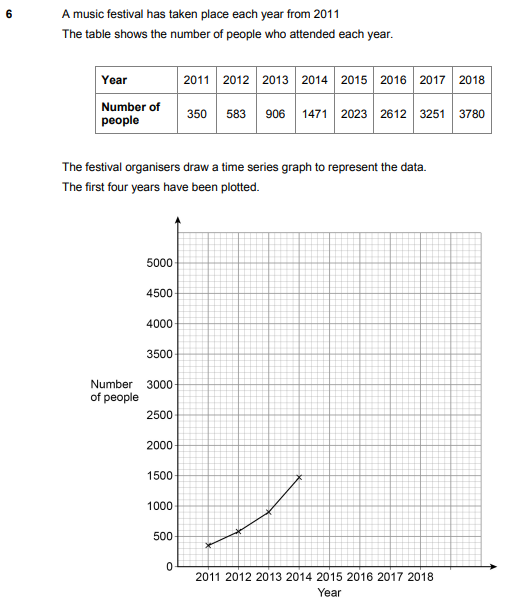 6 A music festival has taken place each year from 2011
The table shows the number of people who attended each year.
Year 2011 2012 2013 2014 2015 2016 2017 2018
Number of people 350 583 906 1471 2023 2612 3251 3780
The festival organisers draw a time series graph to represent the data.
The first four years have been plotted.
5000
4500
4000
3500
Number of people
3000
2500
2000
1500
1000
500
0
2011 2012 2013 2014 2015 2016 2017 2018
Year